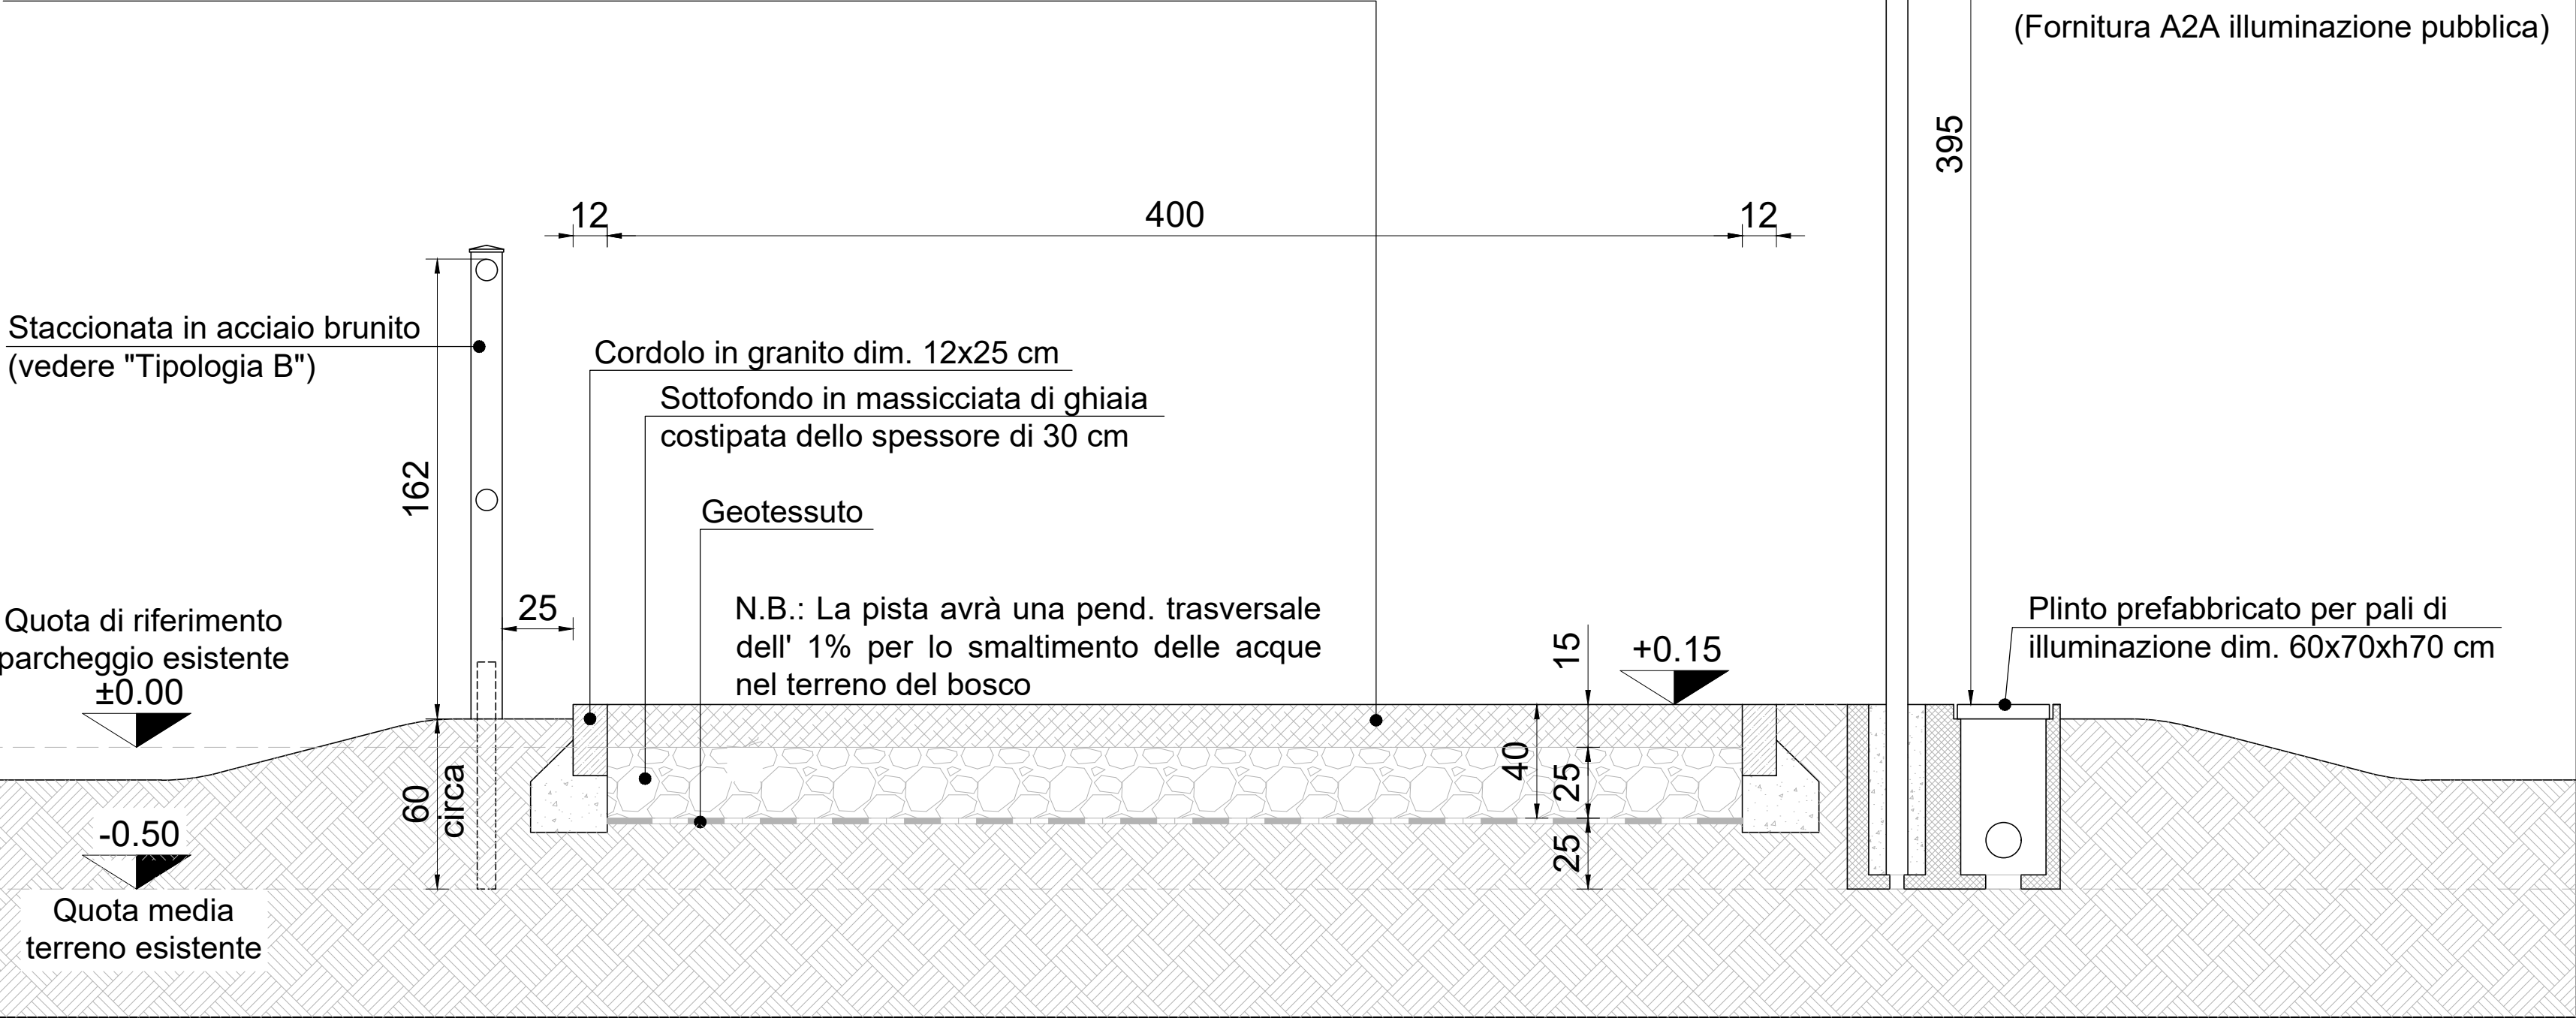 (Fornitura A2A illuminazione pubblica)
395
12
400
12
Staccionata in acciaio brunito
(vedere "Tipologia B")
Cordolo in granito dim. 12x25 cm
Sottofondo in massicciata di ghiaia
costipata dello spessore di 30 cm
162
Geotessuto
25
N.B.: La pista avrà una pend. trasversale
dell' 1% per lo smaltimento delle acque
nel terreno del bosco
Quota di riferimento
parcheggio esistente
±0.00
15
+0.15
Plinto prefabbricato per pali di
illuminazione dim. 60x70xh70 cm
40
25
60
circa
25
-0.50
Quota media
terreno esistente